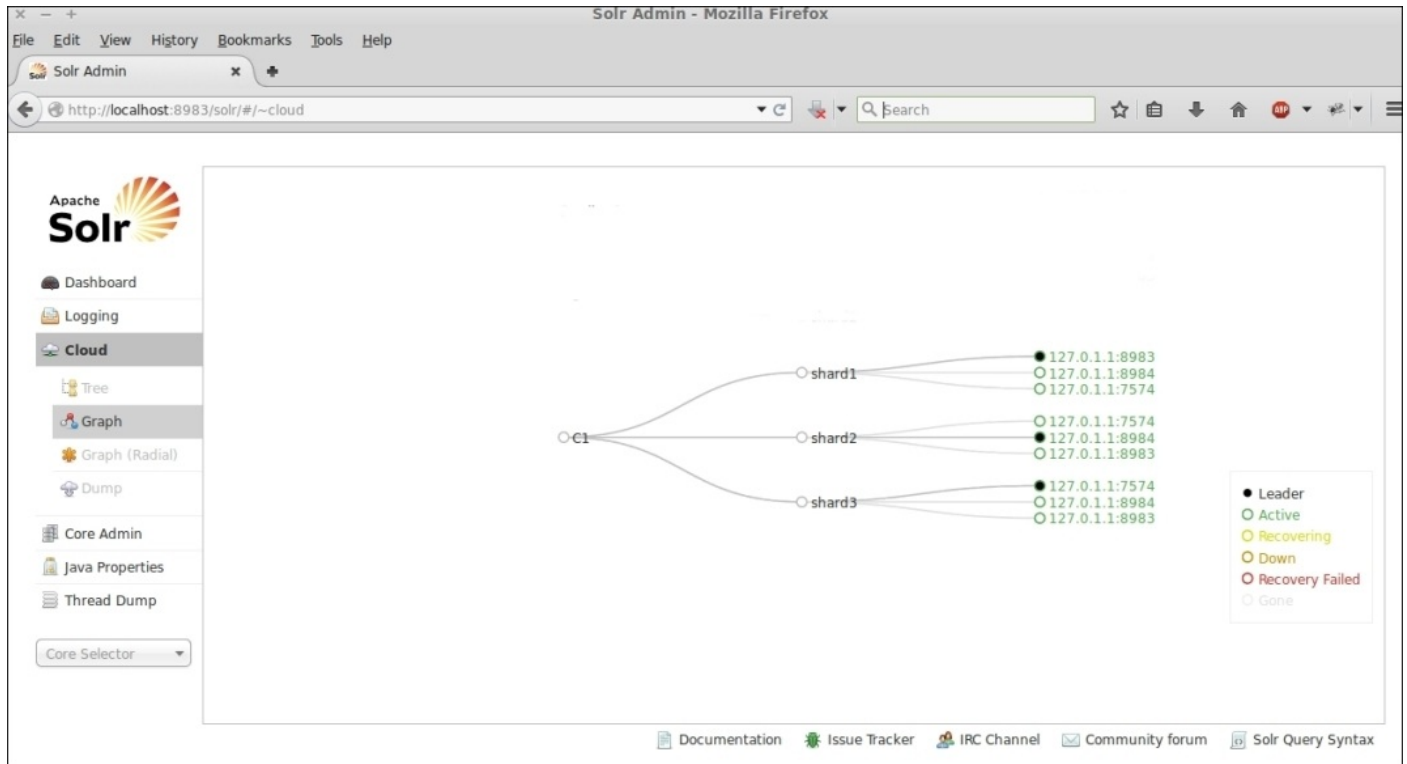 Solr Admin - Mozilla Firefox
File Edit View History Bookmarks Tools Help
Solr Admin
http://localhost:8983/solr/#/~cloud
Search
ABP
Apache
Solr
Dashboard
Logging
Cloud
Tree
Graph
Graph (Radial)
Dump
Core Admin
Java Properties
Thread Dump
Core Selector
C1
shard1
127.0.1.1:8983
127.0.1.1:8984
127.0.1.1:7574
shard2
127.0.1.1:7574
127.0.1.1:8984
127.0.1.1:8983
shard3
127.0.1.1:7574
127.0.1.1:8984
127.0.1.1:8983
Leader
Active
Recovering
Down
Recovery Failed
Gone
Documentation Issue Tracker IRC Channel Community forum Solr Query Syntax